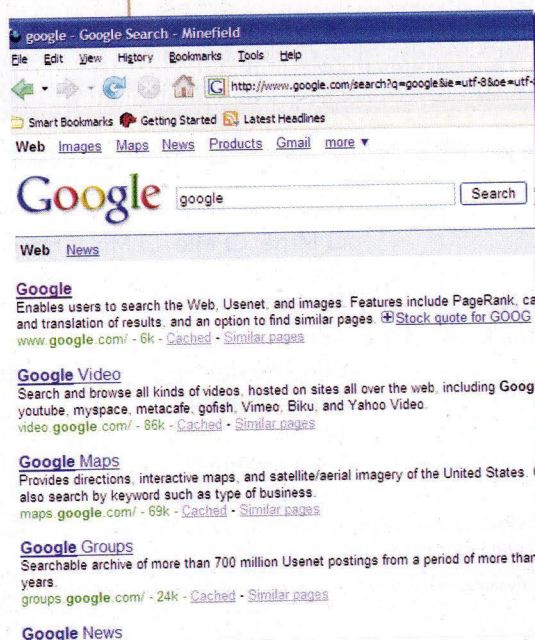 google - Google Search - Minefield
File Edit View History Bookmarks Tools Help
G http://www.google.com/search?q=google&ie=utf-8&oe=utf-
Smart Bookmarks Getting Started Latest Headlines
Web Images Maps News Products Gmail more ▼
Google google Search
Web News
Google
Enables users to search the Web, Usenet, and images. Features include PageRank, ca
and translation of results, and an option to find similar pages. Stock quote for GOOG
www.google.com/ - 6k - Cached - Similar pages
Google Video
Search and browse all kinds of videos, hosted on sites all over the web, including Goog
youtube, myspace, metacafe, gofish, Vimeo, Biku, and Yahoo Video.
video.google.com/ - 86k - Cached - Similar pages
Google Maps
Provides directions, interactive maps, and satellite/aerial imagery of the United States.
also search by keyword such as type of business.
maps.google.com/ - 69k - Cached - Similar pages
Google Groups
Searchable archive of more than 700 million Usenet postings from a period of more than
years.
groups.google.com/ - 24k - Cached - Similar pages
Google News